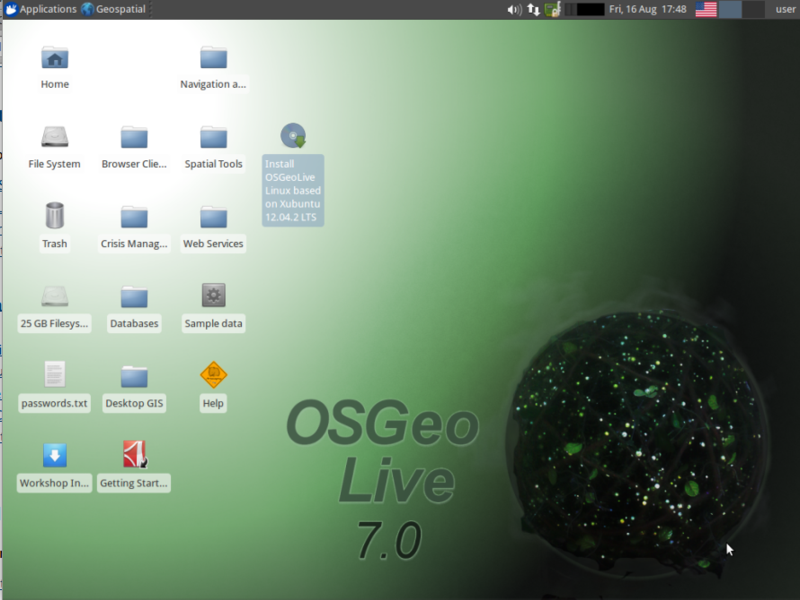 Applications Geospatial Fri, 16 Aug 17:48 user
Home
Navigation a...
File System
Browser Clie...
Spatial Tools
Install
OSGeoLive
Linux based
on Xubuntu
12.04.2 LTS
Trash
Crisis Manag...
Web Services
25 GB Filesys...
Databases
Sample data
passwords.txt
Desktop GIS
Help
Workshop In...
Getting Start...
OSGeo
Live
7.0